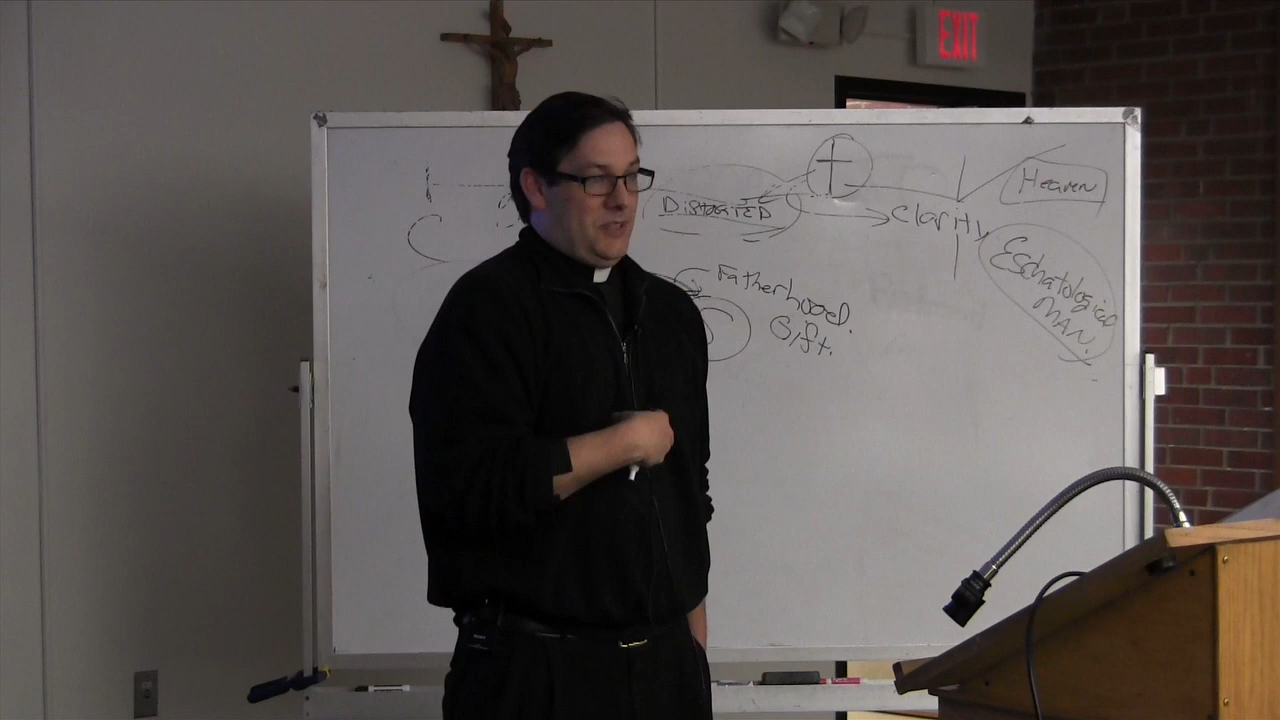 EXIT
Heaven
DISTORTED
Clarity
Eschatological
MAN.
Fatherhood.
Gift.